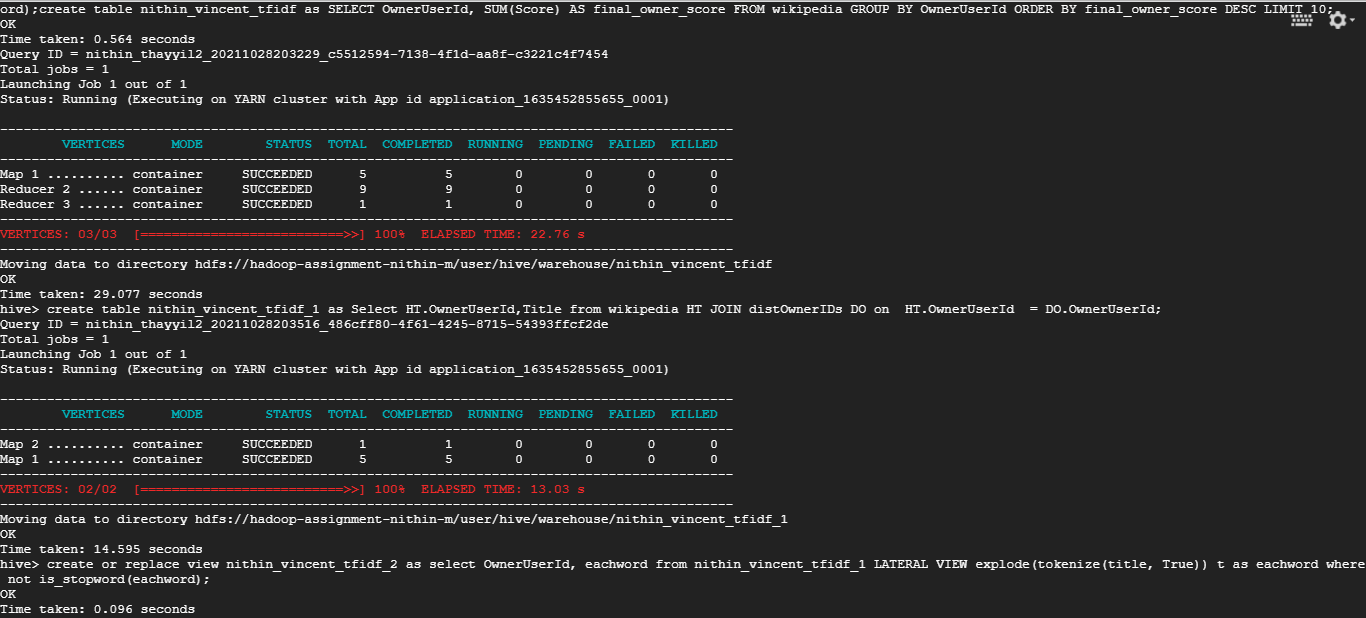 ord);create table nithin_vincent_tfidf as SELECT OwnerUserId, SUM(Score) AS final_owner_score FROM wikipedia GROUP BY OwnerUserId ORDER BY final_owner_score DESC LIMIT 10;
OK
Time taken: 0.564 seconds
Query ID = nithin_thayyil2_20211028203229_c5512594-7138-4f1d-aa8f-c3221c4f7454
Total jobs = 1
Launching Job 1 out of 1
Status: Running (Executing on YARN cluster with App id application_1635452855655_0001)
----------------------------------------------------------------------------------------------
VERTICES MODE STATUS TOTAL COMPLETED RUNNING PENDING FAILED KILLED
----------------------------------------------------------------------------------------------
Map 1 .......... container SUCCEEDED 5 5 0 0 0 0
Reducer 2 ...... container SUCCEEDED 9 9 0 0 0 0
Reducer 3 ...... container SUCCEEDED 1 1 0 0 0 0
----------------------------------------------------------------------------------------------
VERTICES: 03/03 [==========================>>] 100% ELAPSED TIME: 22.76 s
----------------------------------------------------------------------------------------------
Moving data to directory hdfs://hadoop-assignment-nithin-m/user/hive/warehouse/nithin_vincent_tfidf
OK
Time taken: 29.077 seconds
hive> create table nithin_vincent_tfidf_1 as Select HT.OwnerUserId,Title from wikipedia HT JOIN distOwnerIDs DO on HT.OwnerUserId = DO.OwnerUserId;
Query ID = nithin_thayyil2_20211028203516_486cff80-4f61-4245-8715-54393ffcf2de
Total jobs = 1
Launching Job 1 out of 1
Status: Running (Executing on YARN cluster with App id application_1635452855655_0001)
----------------------------------------------------------------------------------------------
VERTICES MODE STATUS TOTAL COMPLETED RUNNING PENDING FAILED KILLED
----------------------------------------------------------------------------------------------
Map 2 .......... container SUCCEEDED 1 1 0 0 0 0
Map 1 .......... container SUCCEEDED 5 5 0 0 0 0
----------------------------------------------------------------------------------------------
VERTICES: 02/02 [==========================>>] 100% ELAPSED TIME: 13.03 s
----------------------------------------------------------------------------------------------
Moving data to directory hdfs://hadoop-assignment-nithin-m/user/hive/warehouse/nithin_vincent_tfidf_1
OK
Time taken: 14.595 seconds
hive> create or replace view nithin_vincent_tfidf_2 as select OwnerUserId, eachword from nithin_vincent_tfidf_1 LATERAL VIEW explode(tokenize(title, True)) t as eachword where
not is_stopword(eachword);
OK
Time taken: 0.096 seconds